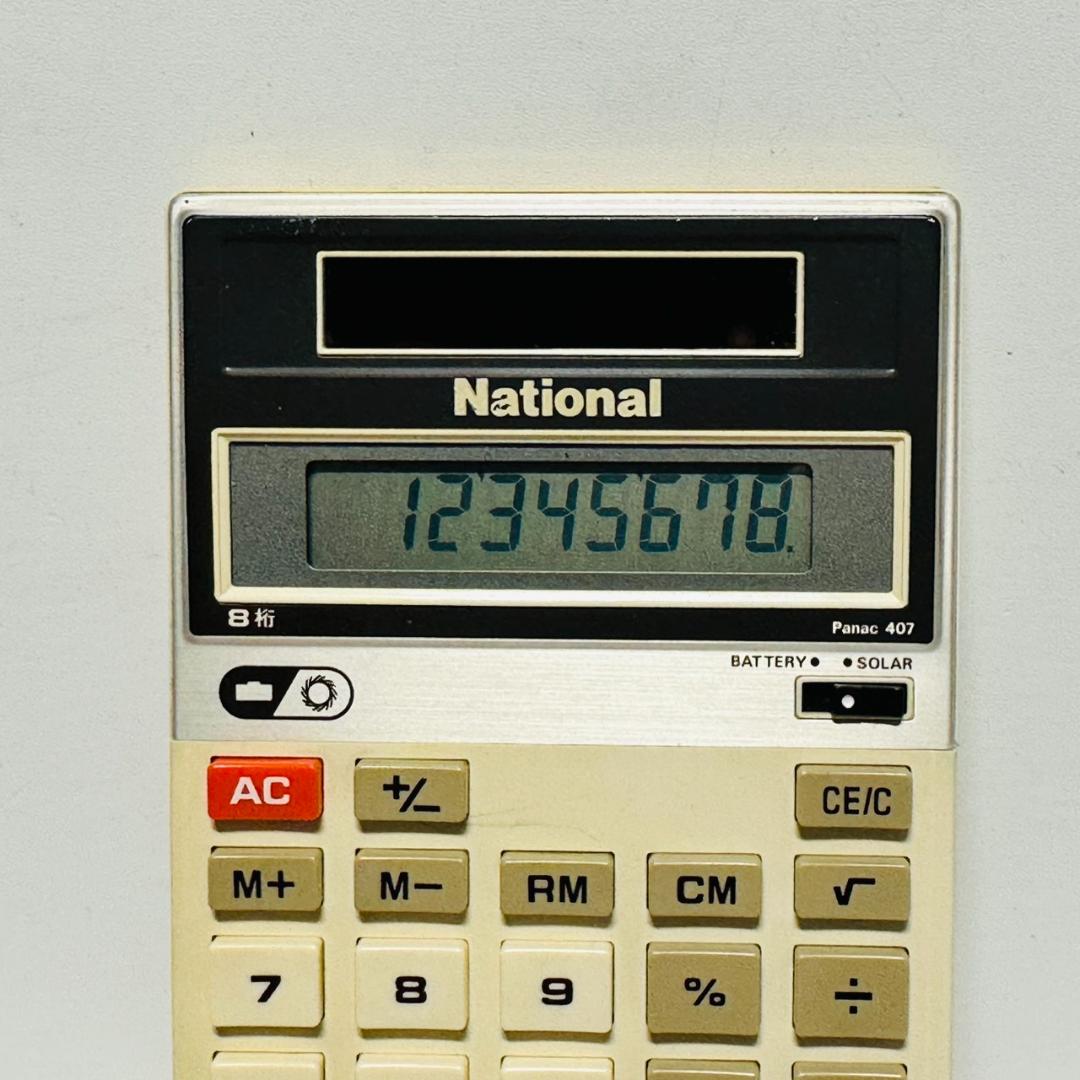 National
12345678.
8桁
Panac 407
BATTERY● ●SOLAR
AC +/− CE/C
M+ M− RM CM √
7 8 9 % ÷